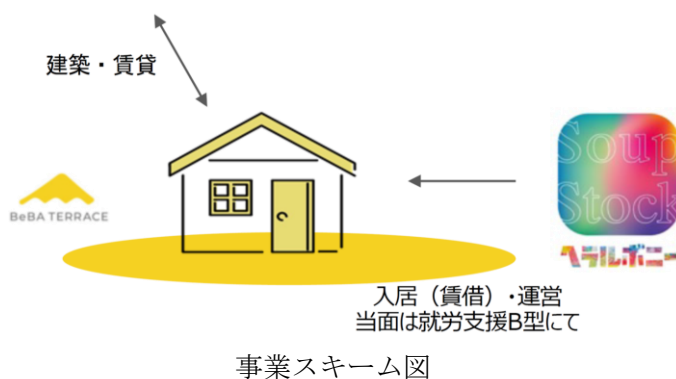 建築・賃貸
BeBA TERRACE
Soup
Stock
ヘラルボニー
入居（賃借）・運営
当面は就労支援B型にて
事業スキーム図